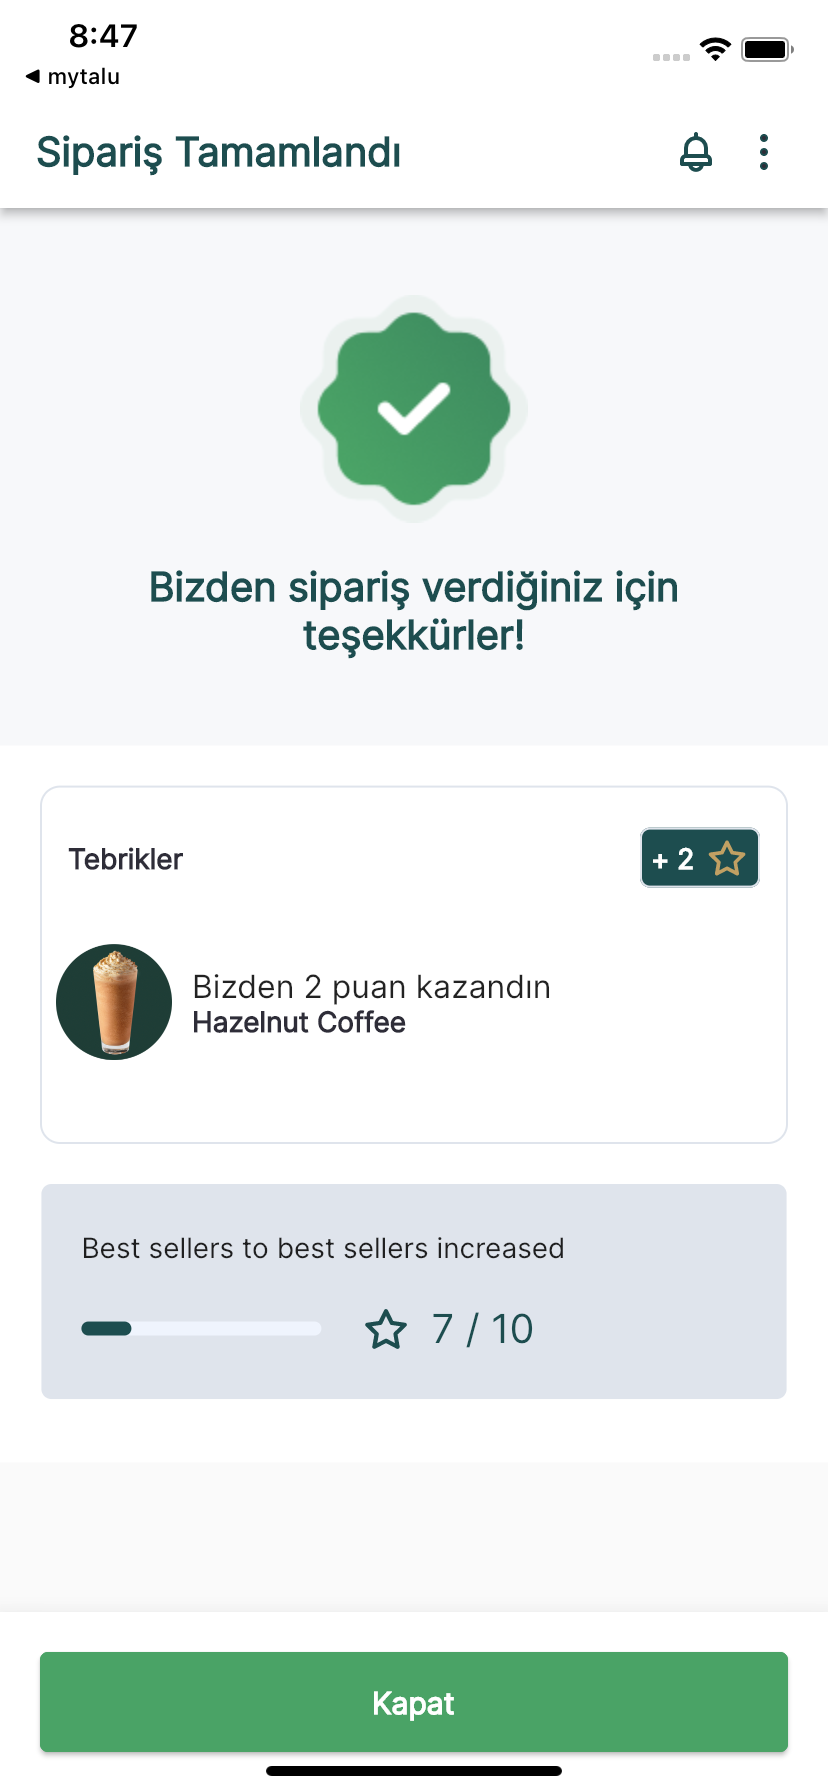 8:47
◀ mytalu
Sipariş Tamamlandı
Bizden sipariş verdiğiniz için
teşekkürler!
Tebrikler
+ 2
Bizden 2 puan kazandın
Hazelnut Coffee
Best sellers to best sellers increased
7 / 10
Kapat